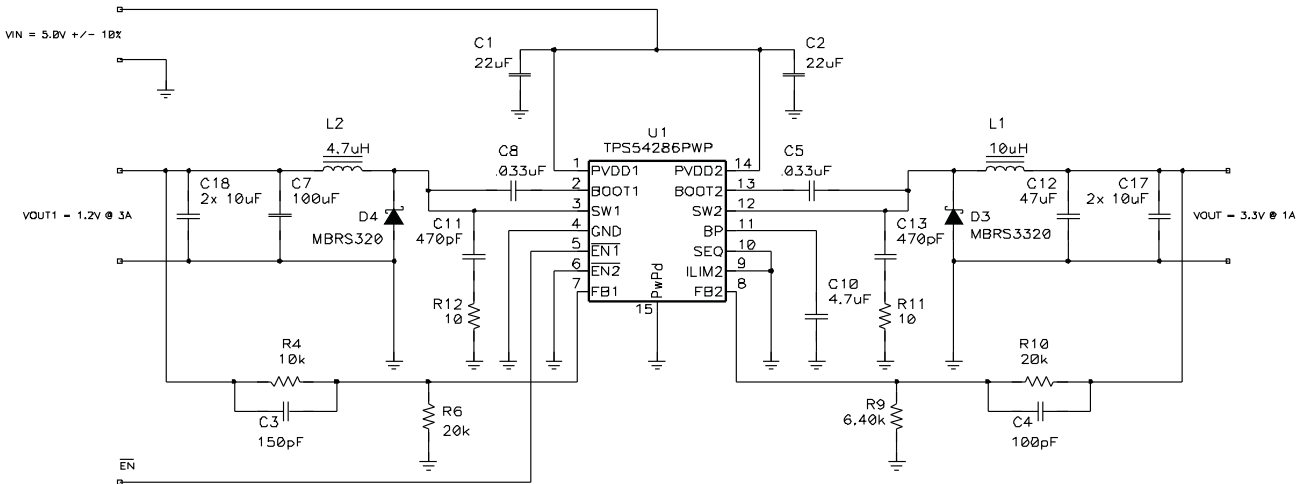 VIN = 5.0V +/- 10%
C1
22uF
C2
22uF
L2
4.7uH
U1
TPS54286PWP
L1
10uH
C8
.033uF
C5
.033uF
1
PVDD1
PVDD2
14
2
BOOT1
BOOT2
13
3
SW1
SW2
12
4
GND
BP
11
5
EN1
SEQ
10
6
EN2
ILIM2
9
7
FB1
FB2
8
PwPd
15
C18
2x 10uF
C7
100uF
D4
MBRS320
C11
470pF
C13
470pF
D3
MBRS3320
C12
47uF
C17
2x 10uF
VOUT1 = 1.2V @ 3A
VOUT = 3.3V @ 1A
R12
10
C10
4.7uF
R11
10
R4
10k
C3
150pF
R6
20k
R10
20k
R9
6.40k
C4
100pF
EN